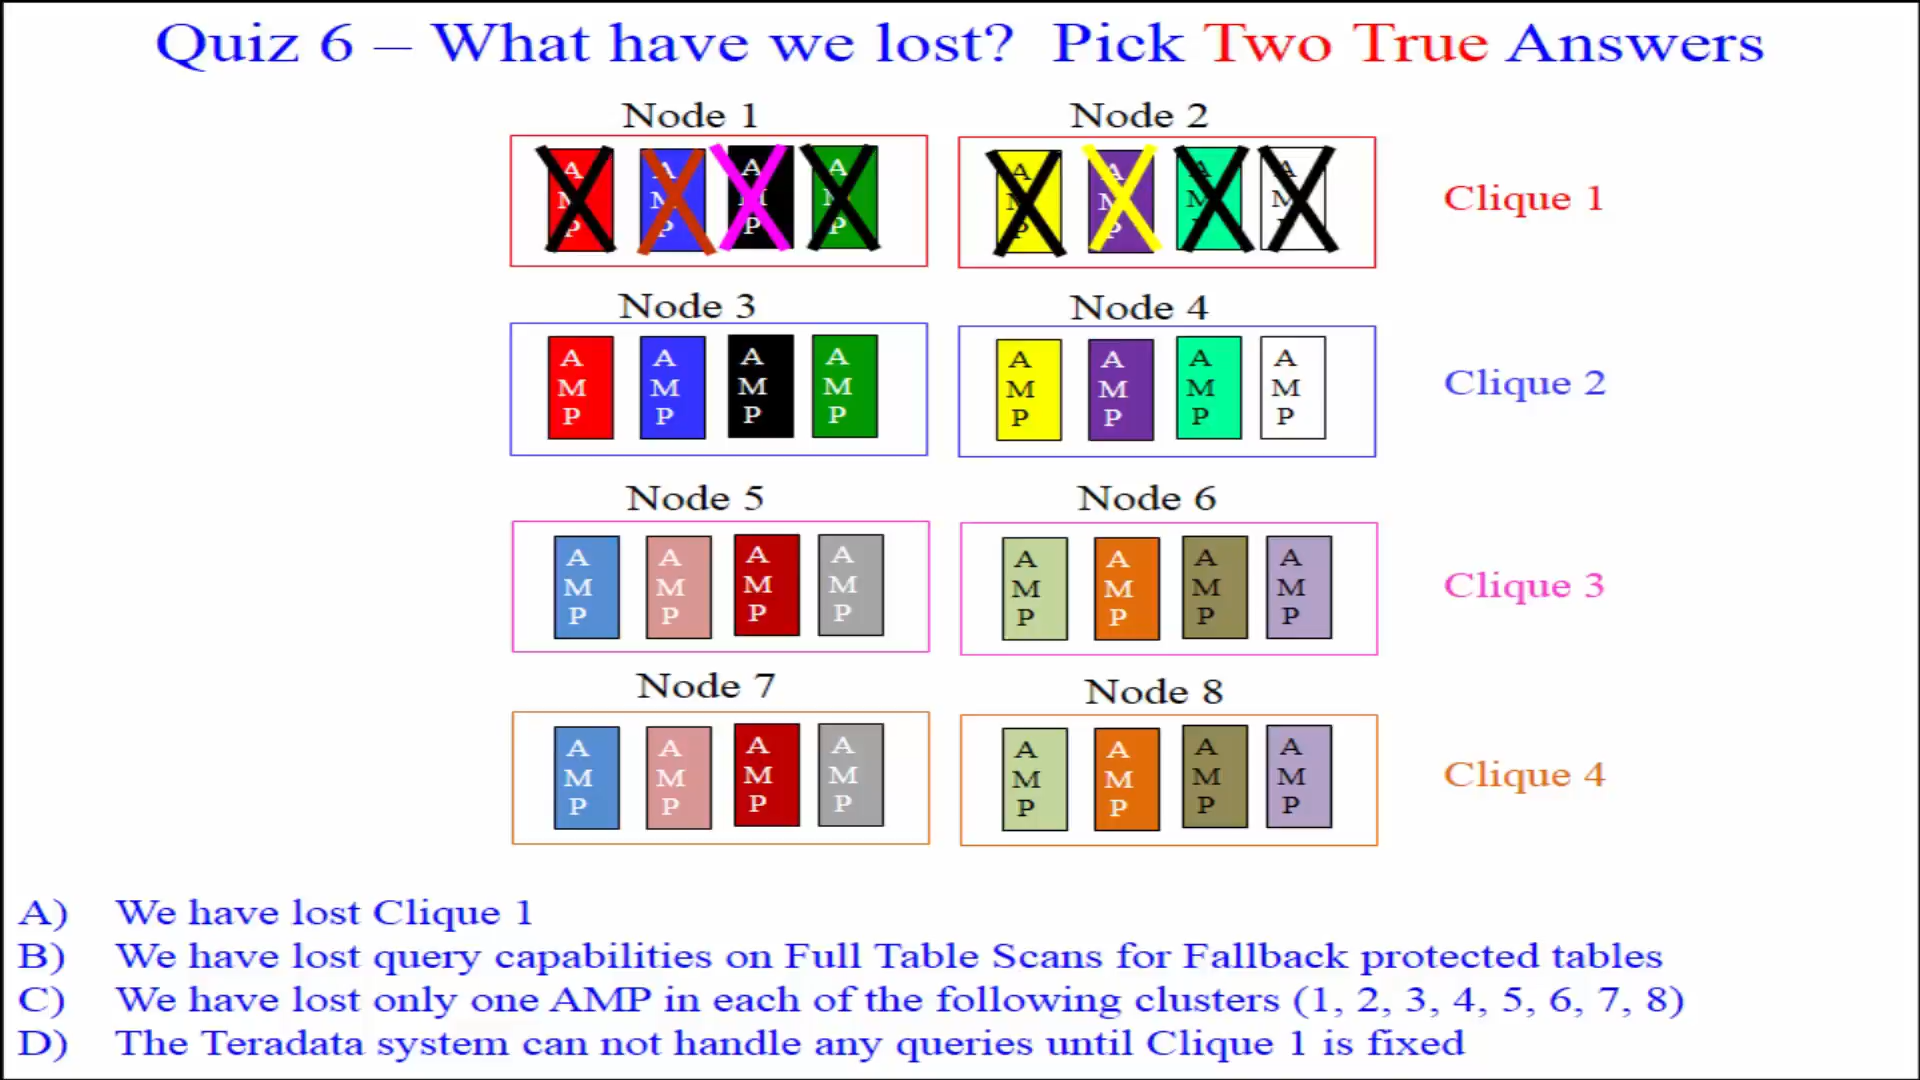 Quiz 6 – What have we lost? Pick Two True Answers
Node 1
Node 2
A M P
A M P
A M P
A M P
A M P
A M P
A M P
A M P
Clique 1
Node 3
Node 4
A M P
A M P
A M P
A M P
A M P
A M P
A M P
A M P
Clique 2
Node 5
Node 6
A M P
A M P
A M P
A M P
A M P
A M P
A M P
A M P
Clique 3
Node 7
Node 8
A M P
A M P
A M P
A M P
A M P
A M P
A M P
A M P
Clique 4
A) We have lost Clique 1
B) We have lost query capabilities on Full Table Scans for Fallback protected tables
C) We have lost only one AMP in each of the following clusters (1, 2, 3, 4, 5, 6, 7, 8)
D) The Teradata system can not handle any queries until Clique 1 is fixed